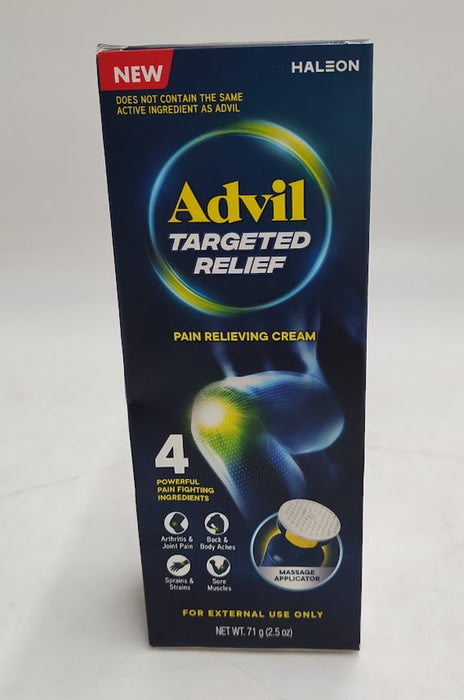 NEW
HALEON
DOES NOT CONTAIN THE SAME
ACTIVE INGREDIENT AS ADVIL
Advil
TARGETED
RELIEF
PAIN RELIEVING CREAM
4
POWERFUL
PAIN FIGHTING
INGREDIENTS
Arthritis &
Joint Pain
Back &
Body Aches
Sprains &
Strains
Sore
Muscles
MASSAGE
APPLICATOR
FOR EXTERNAL USE ONLY
NET WT. 71 g (2.5 oz)